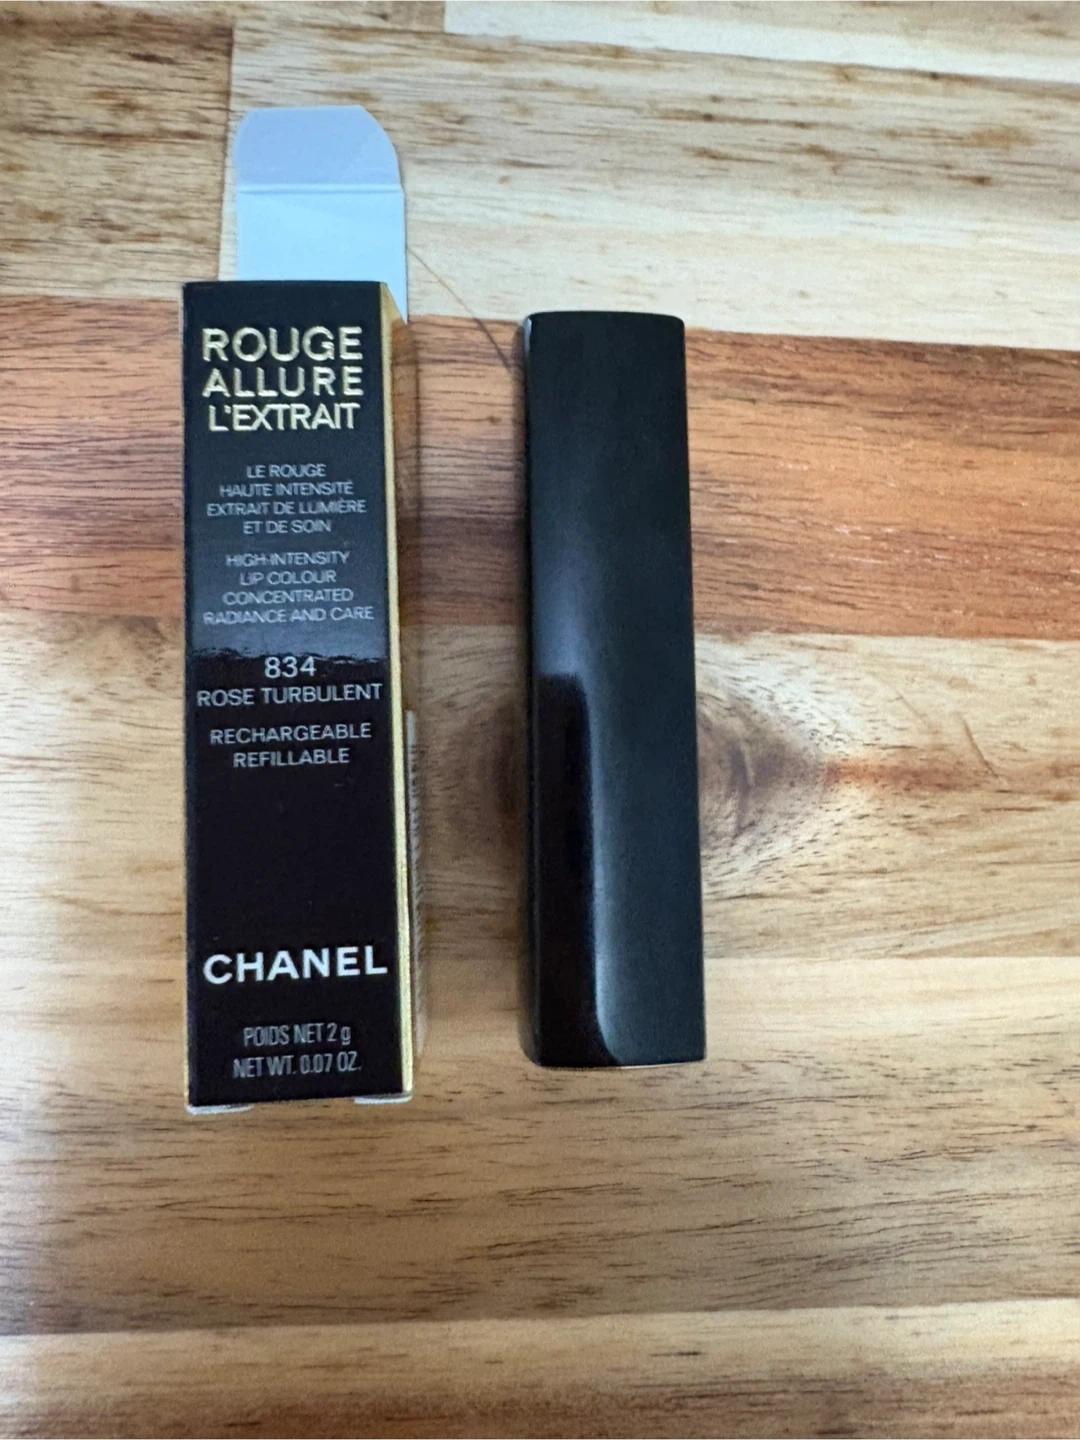 ROUGE
ALLURE
L'EXTRAIT
LE ROUGE
HAUTE INTENSITÉ
EXTRAIT DE LUMIÈRE
ET DE SOIN
HIGH-INTENSITY
LIP COLOUR
CONCENTRATED
RADIANCE AND CARE
834
ROSE TURBULENT
RECHARGEABLE
REFILLABLE
CHANEL
POIDS NET 2 g
NET WT. 0.07 OZ.